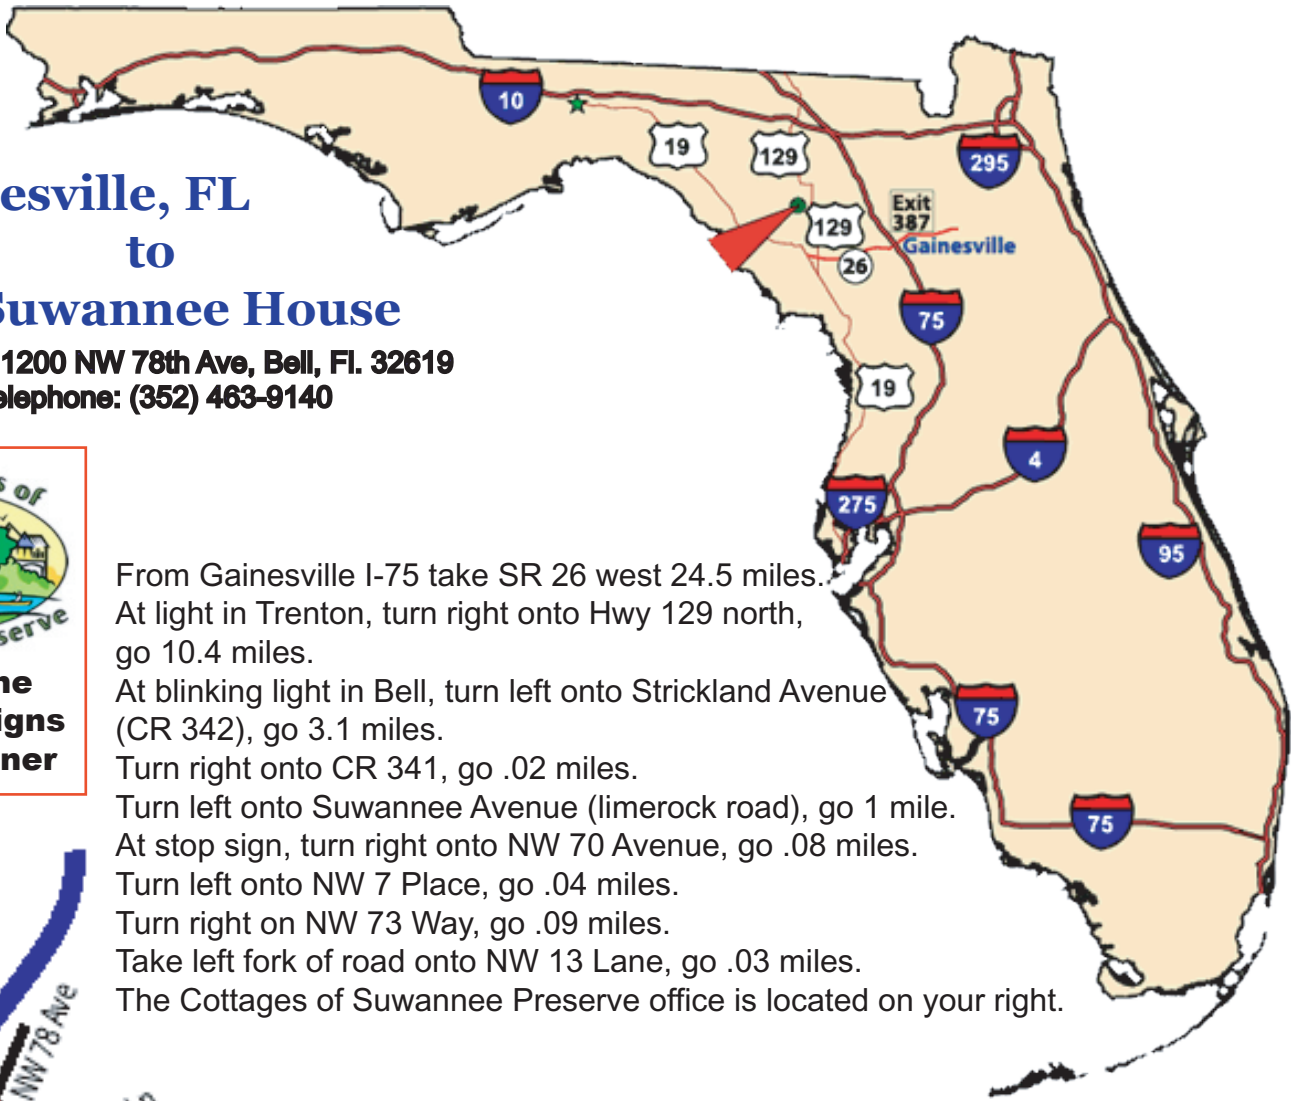 esville, FL
to
Suwannee House
1200 NW 78th Ave, Bell, Fl. 32619
elephone: (352) 463-9140
10
19
129
295
129
Exit
387
Gainesville
26
75
19
4
275
95
75
75
s of
serve
ne
igns
ner
From Gainesville I-75 take SR 26 west 24.5 miles.
At light in Trenton, turn right onto Hwy 129 north,
go 10.4 miles.
At blinking light in Bell, turn left onto Strickland Avenue
(CR 342), go 3.1 miles.
Turn right onto CR 341, go .02 miles.
Turn left onto Suwannee Avenue (limerock road), go 1 mile.
At stop sign, turn right onto NW 70 Avenue, go .08 miles.
Turn left onto NW 7 Place, go .04 miles.
Turn right on NW 73 Way, go .09 miles.
Take left fork of road onto NW 13 Lane, go .03 miles.
The Cottages of Suwannee Preserve office is located on your right.
NW 78 Ave